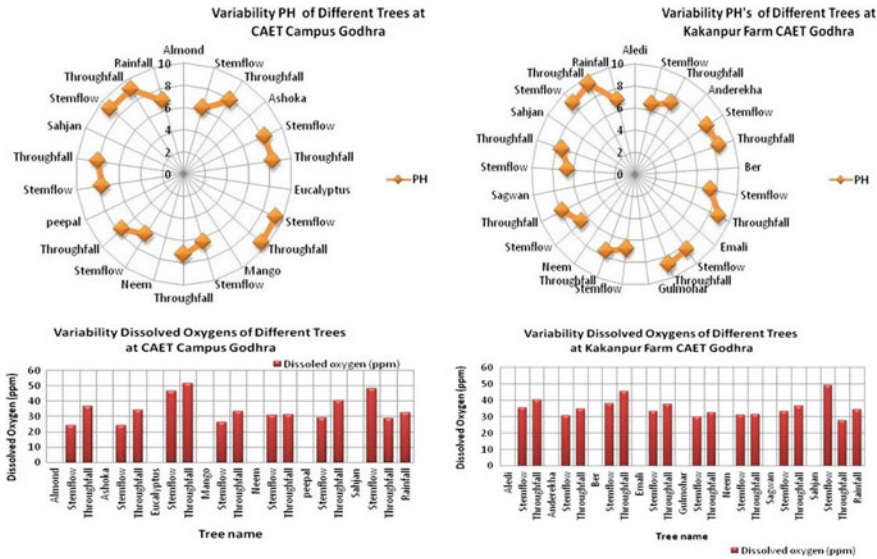 Variability PH of Different Trees at
CAET Campus Godhra
Almond
Stemflow
Throughfall
Ashoka
Stemflow
Throughfall
Eucalyptus
Stemflow
Throughfall
Mango
Stemflow
Throughfall
Neem
Stemflow
Throughfall
peepal
Stemflow
Throughfall
Sahjan
Stemflow
Throughfall
Rainfall
10
8
6
4
2
0
PH
Variability PH's of Different Trees at
Kakanpur Farm CAET Godhra
Aledi
Stemflow
Throughfall
Anderekha
Stemflow
Throughfall
Ber
Stemflow
Throughfall
Emali
Stemflow
Throughfall
Gulmohar
Stemflow
Throughfall
Neem
Stemflow
Throughfall
Sagwan
Stemflow
Throughfall
Sahjan
Stemflow
Throughfall
Rainfall
10
8
6
4
2
0
PH
Variability Dissolved Oxygens of Different Trees
at CAET Campus Godhra
Dissoled oxygen (ppm)
Dissolved Oxygen (ppm)
60
50
40
30
20
10
0
Almond
Stemflow
Throughfall
Ashoka
Stemflow
Throughfall
Eucalyptus
Stemflow
Throughfall
Mango
Stemflow
Throughfall
Neem
Stemflow
Throughfall
peepal
Stemflow
Throughfall
Sahjan
Stemflow
Throughfall
Rainfall
Tree name
Variability Dissolved Oxygens of Different Trees
at Kakanpur Farm CAET Godhra
Dissolved Oxygen (ppm)
60
50
40
30
20
10
0
Aledi
Stemflow
Throughfall
Anderekha
Stemflow
Throughfall
Ber
Stemflow
Throughfall
Emali
Stemflow
Throughfall
Gulmohar
Stemflow
Throughfall
Neem
Stemflow
Throughfall
Sagwan
Stemflow
Throughfall
Sahjan
Stemflow
Throughfall
Rainfall
Tree name
Dissolved oxygen (ppm)